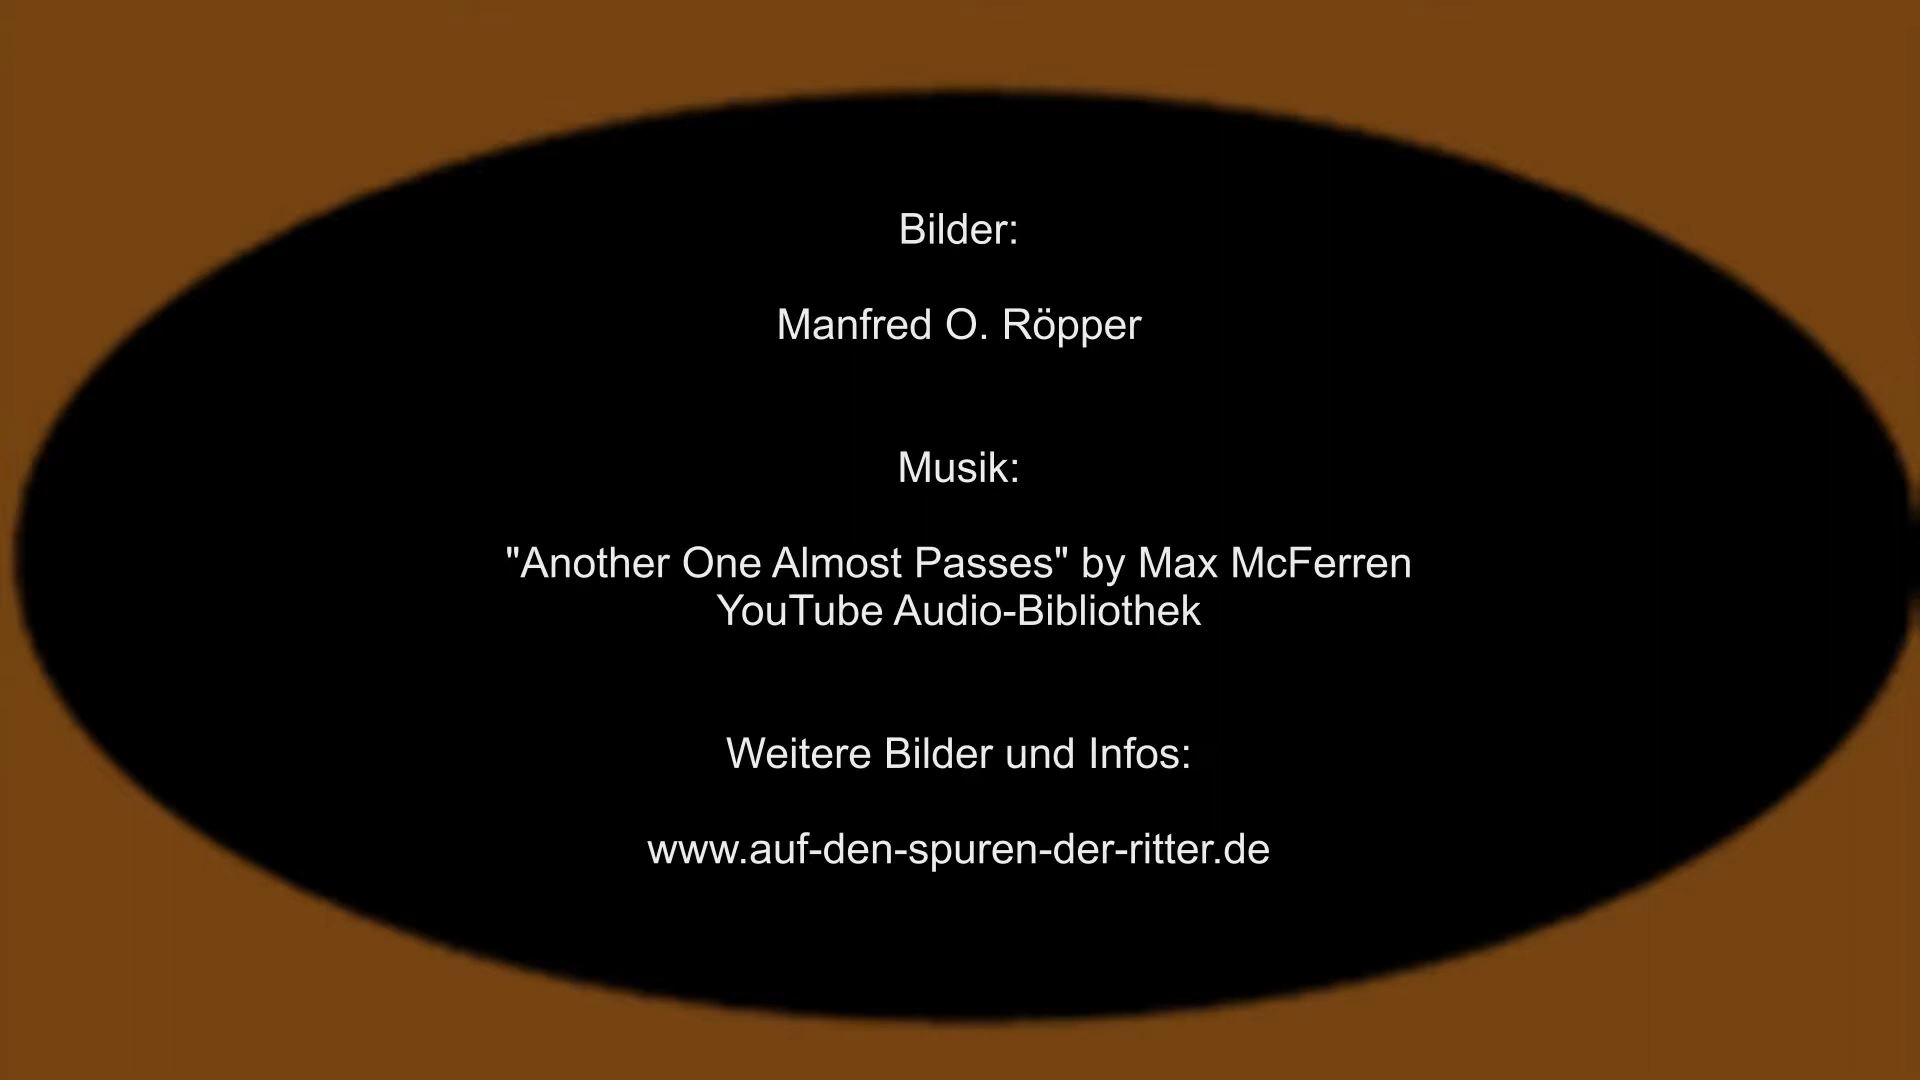 Bilder:
Manfred O. Röpper
Musik:
"Another One Almost Passes" by Max McFerren
YouTube Audio-Bibliothek
Weitere Bilder und Infos:
www.auf-den-spuren-der-ritter.de